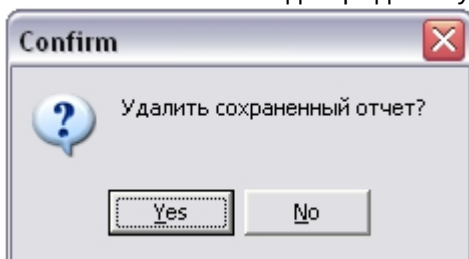 Confirm
Удалить сохраненный отчет?
Yes
No